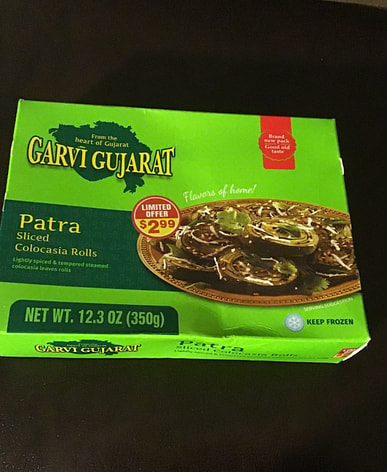 From the
heart of Gujarat
GARVI GUJARAT
Brand
new pack
Good old
taste
Flavors of home!
LIMITED
OFFER
$2.99
Patra
Sliced
Colocasia Rolls
Lightly spiced & tempered steamed
colocasia leaves rolls
SERVING SUGGESTION
NET WT. 12.3 OZ (350g)
KEEP FROZEN
GARVI GUJARAT
Patra
Sliced Colocasia Rolls